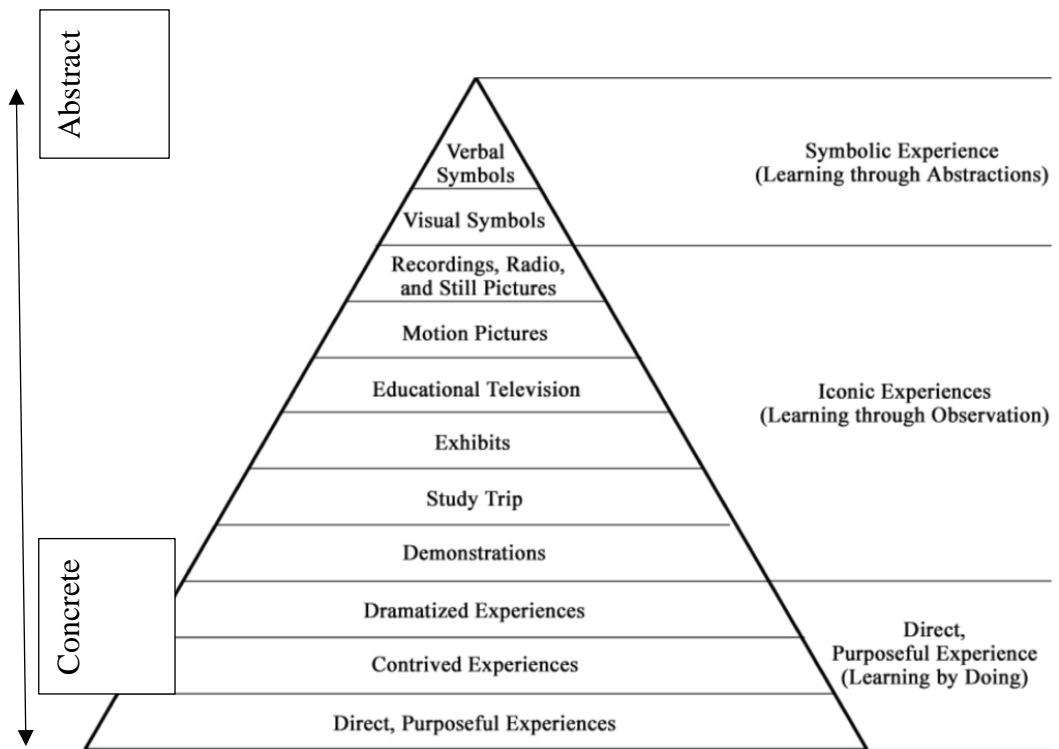 Abstract
Verbal
Symbols
Symbolic Experience
(Learning through Abstractions)
Visual Symbols
Recordings, Radio,
and Still Pictures
Motion Pictures
Educational Television
Iconic Experiences
(Learning through Observation)
Exhibits
Study Trip
Demonstrations
Concrete
Dramatized Experiences
Direct,
Purposeful Experience
(Learning by Doing)
Contrived Experiences
Direct, Purposeful Experiences